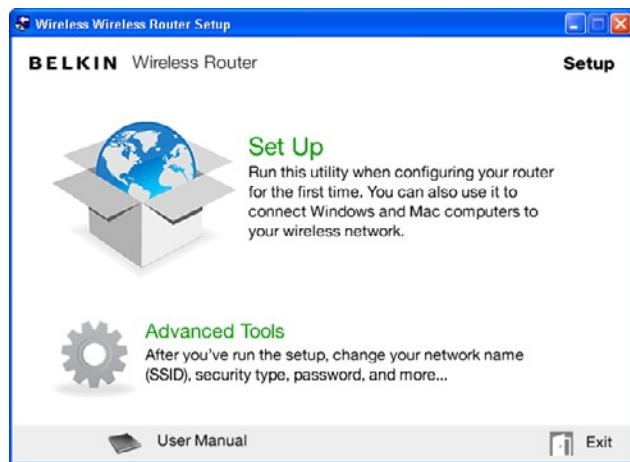 Wireless Wireless Router Setup
BELKIN Wireless Router Setup
Set Up
Run this utility when configuring your router
for the first time. You can also use it to
connect Windows and Mac computers to
your wireless network.
Advanced Tools
After you've run the setup, change your network name
(SSID), security type, password, and more...
User Manual Exit